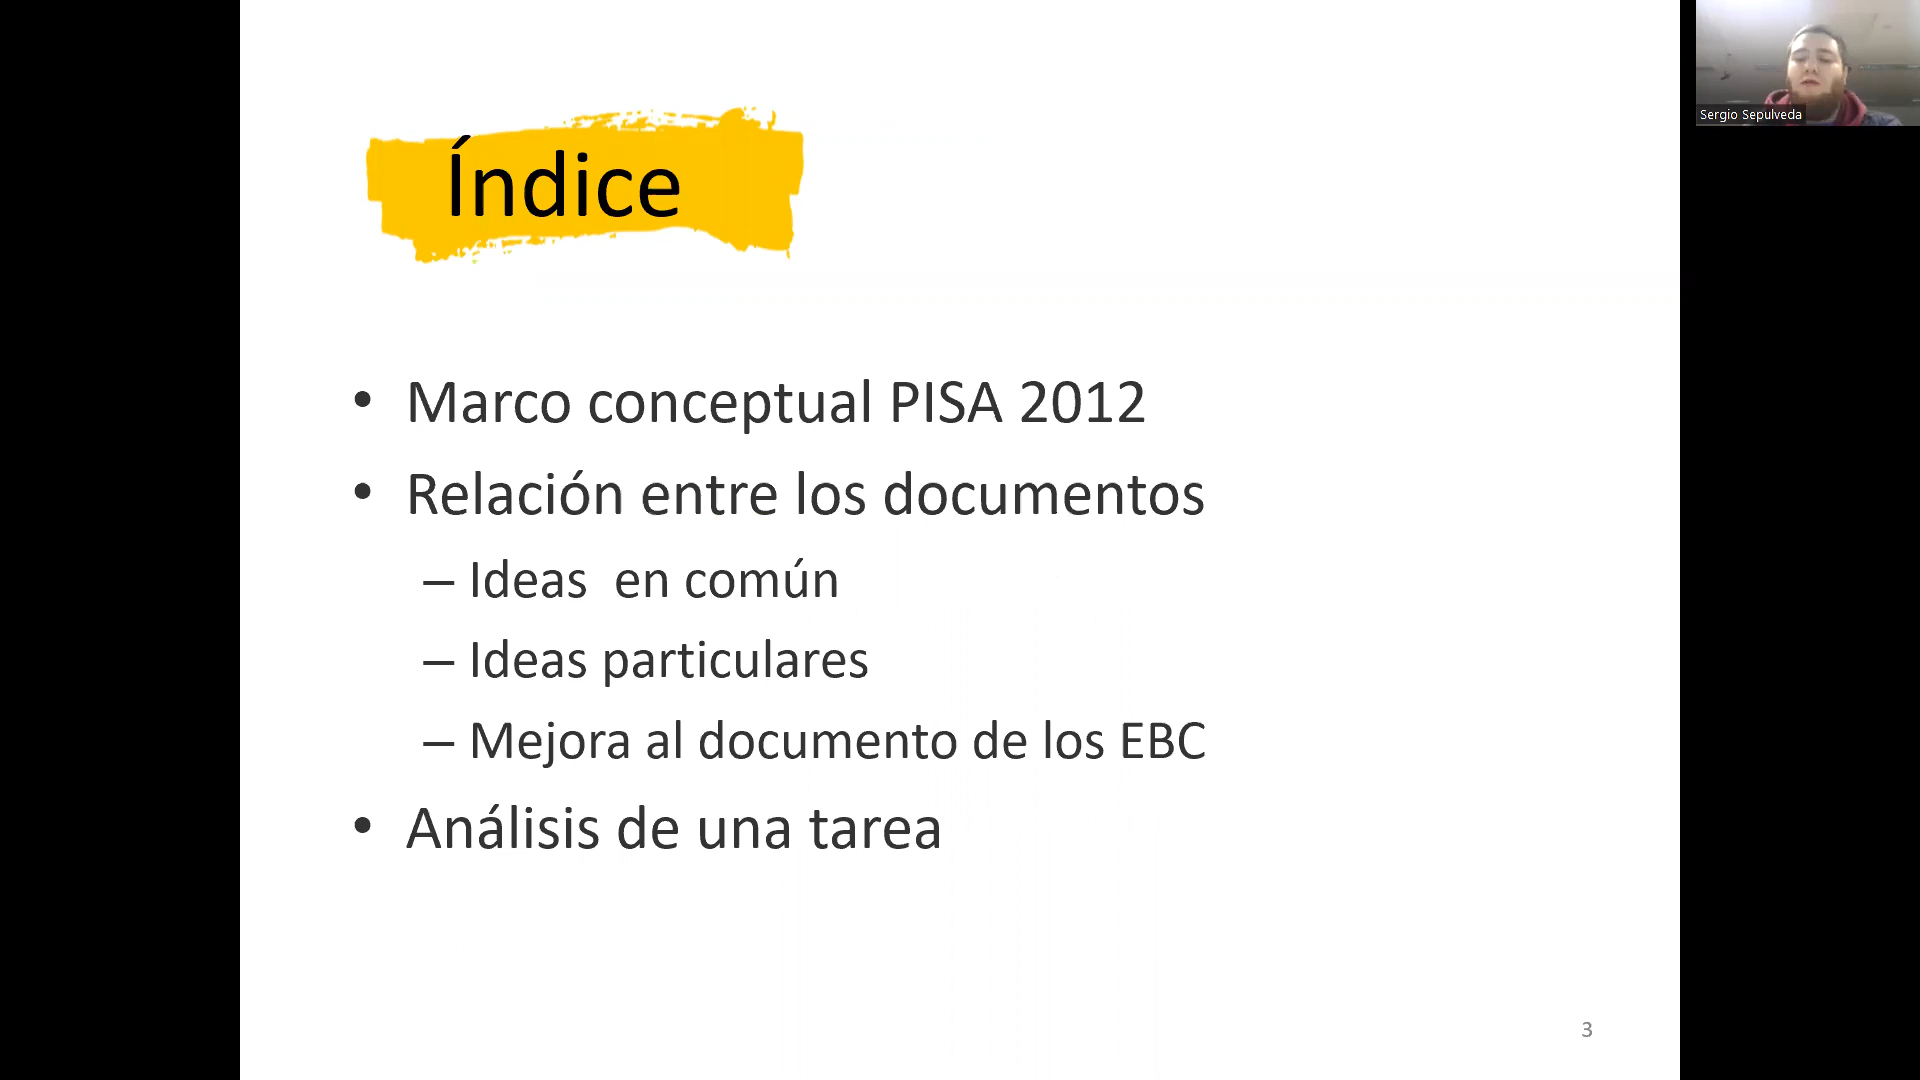 Índice
• Marco conceptual PISA 2012
• Relación entre los documentos
– Ideas  en común
– Ideas particulares
– Mejora al documento de los EBC
• Análisis de una tarea
3
Sergio Sepulveda